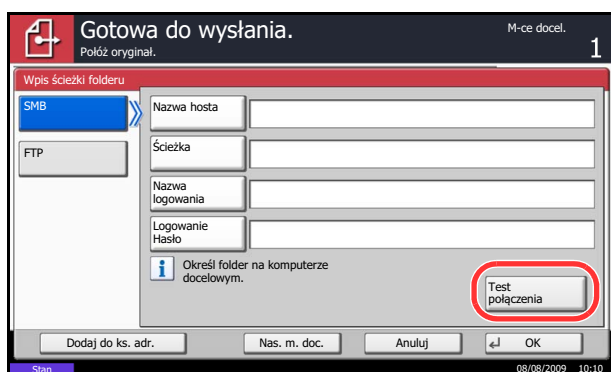 Gotowa do wysłania.
Połóż oryginał.
M-ce docel.
1
Wpis ścieżki folderu
SMB
FTP
Nazwa hosta
Ścieżka
Nazwa
logowania
Logowanie
Hasło
Określ folder na komputerze
docelowym.
Test
połączenia
Dodaj do ks. adr.
Nas. m. doc.
Anuluj
OK
Stan
08/08/2009 10:10